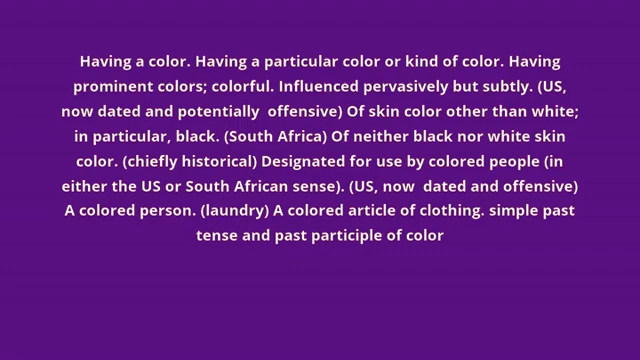 Having a color. Having a particular color or kind of color. Having
prominent colors; colorful. Influenced pervasively but subtly. (US,
now dated and potentially  offensive) Of skin color other than white;
in particular, black. (South Africa) Of neither black nor white skin
color. (chiefly historical) Designated for use by colored people (in
either the US or South African sense). (US, now  dated and offensive)
A colored person. (laundry) A colored article of clothing. simple past
tense and past participle of color